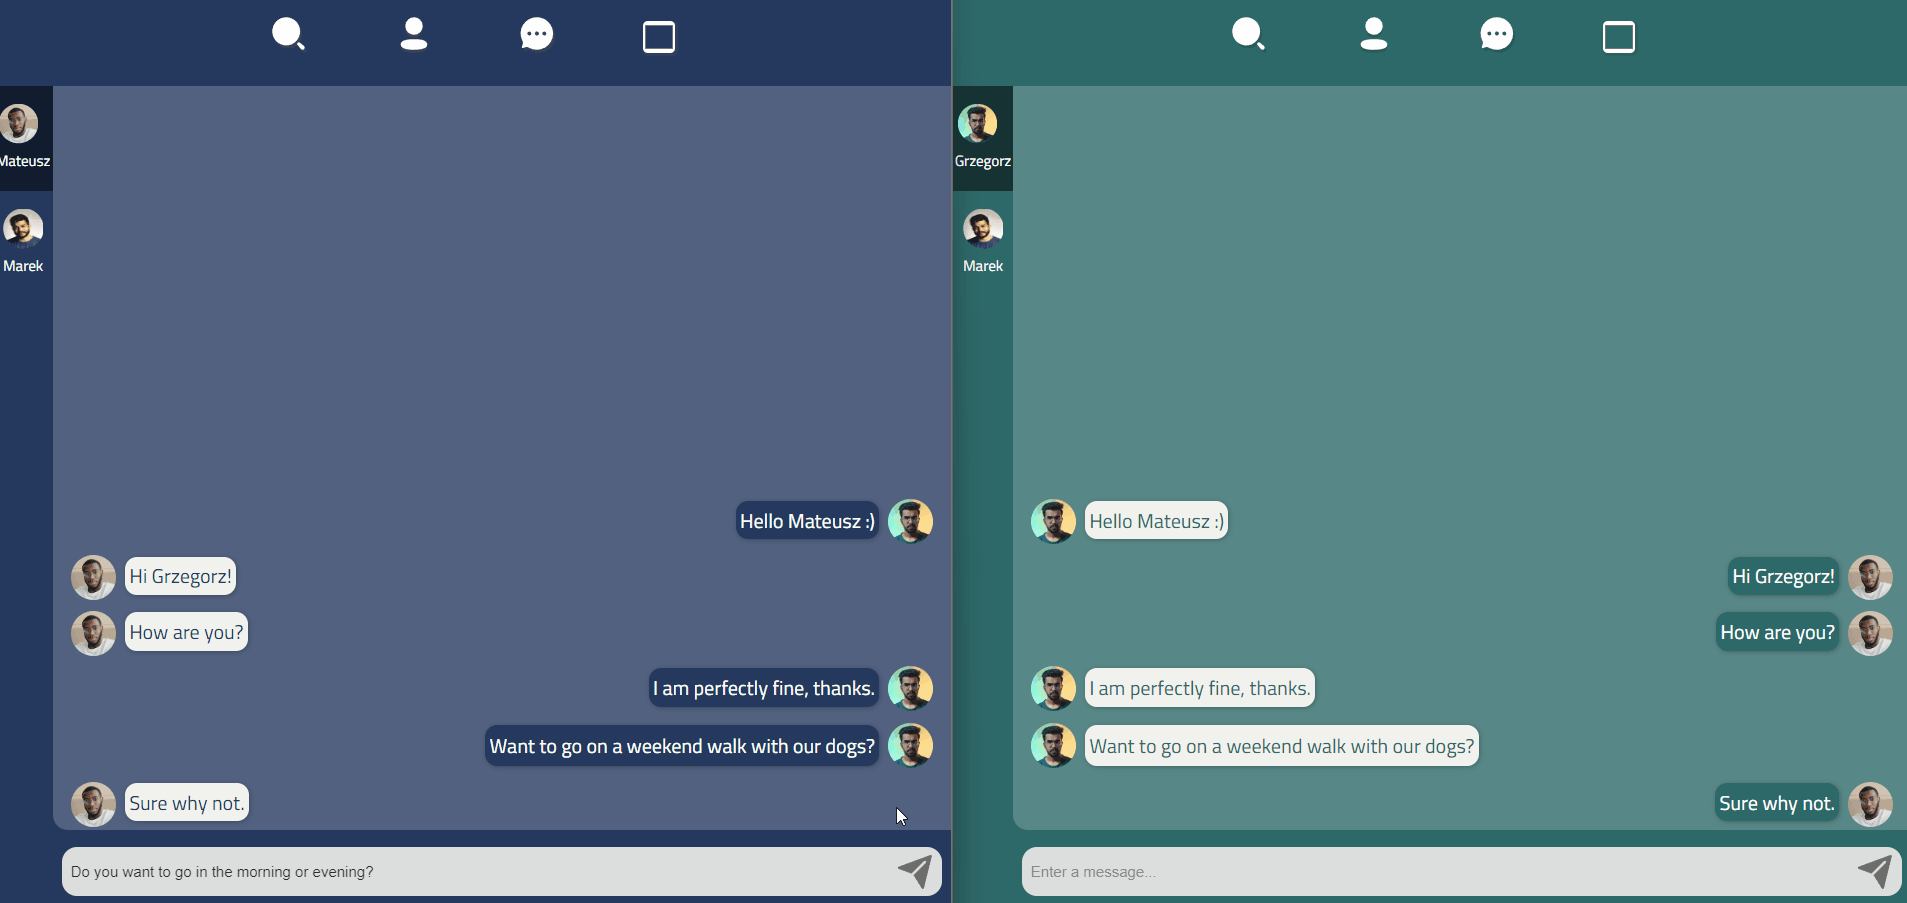 Mateusz
Marek
Hello Mateusz :)
Hi Grzegorz!
How are you?
I am perfectly fine, thanks.
Want to go on a weekend walk with our dogs?
Sure why not.
Do you want to go in the morning or evening?
Grzegorz
Marek
Hello Mateusz :)
Hi Grzegorz!
How are you?
I am perfectly fine, thanks.
Want to go on a weekend walk with our dogs?
Sure why not.
Enter a message...